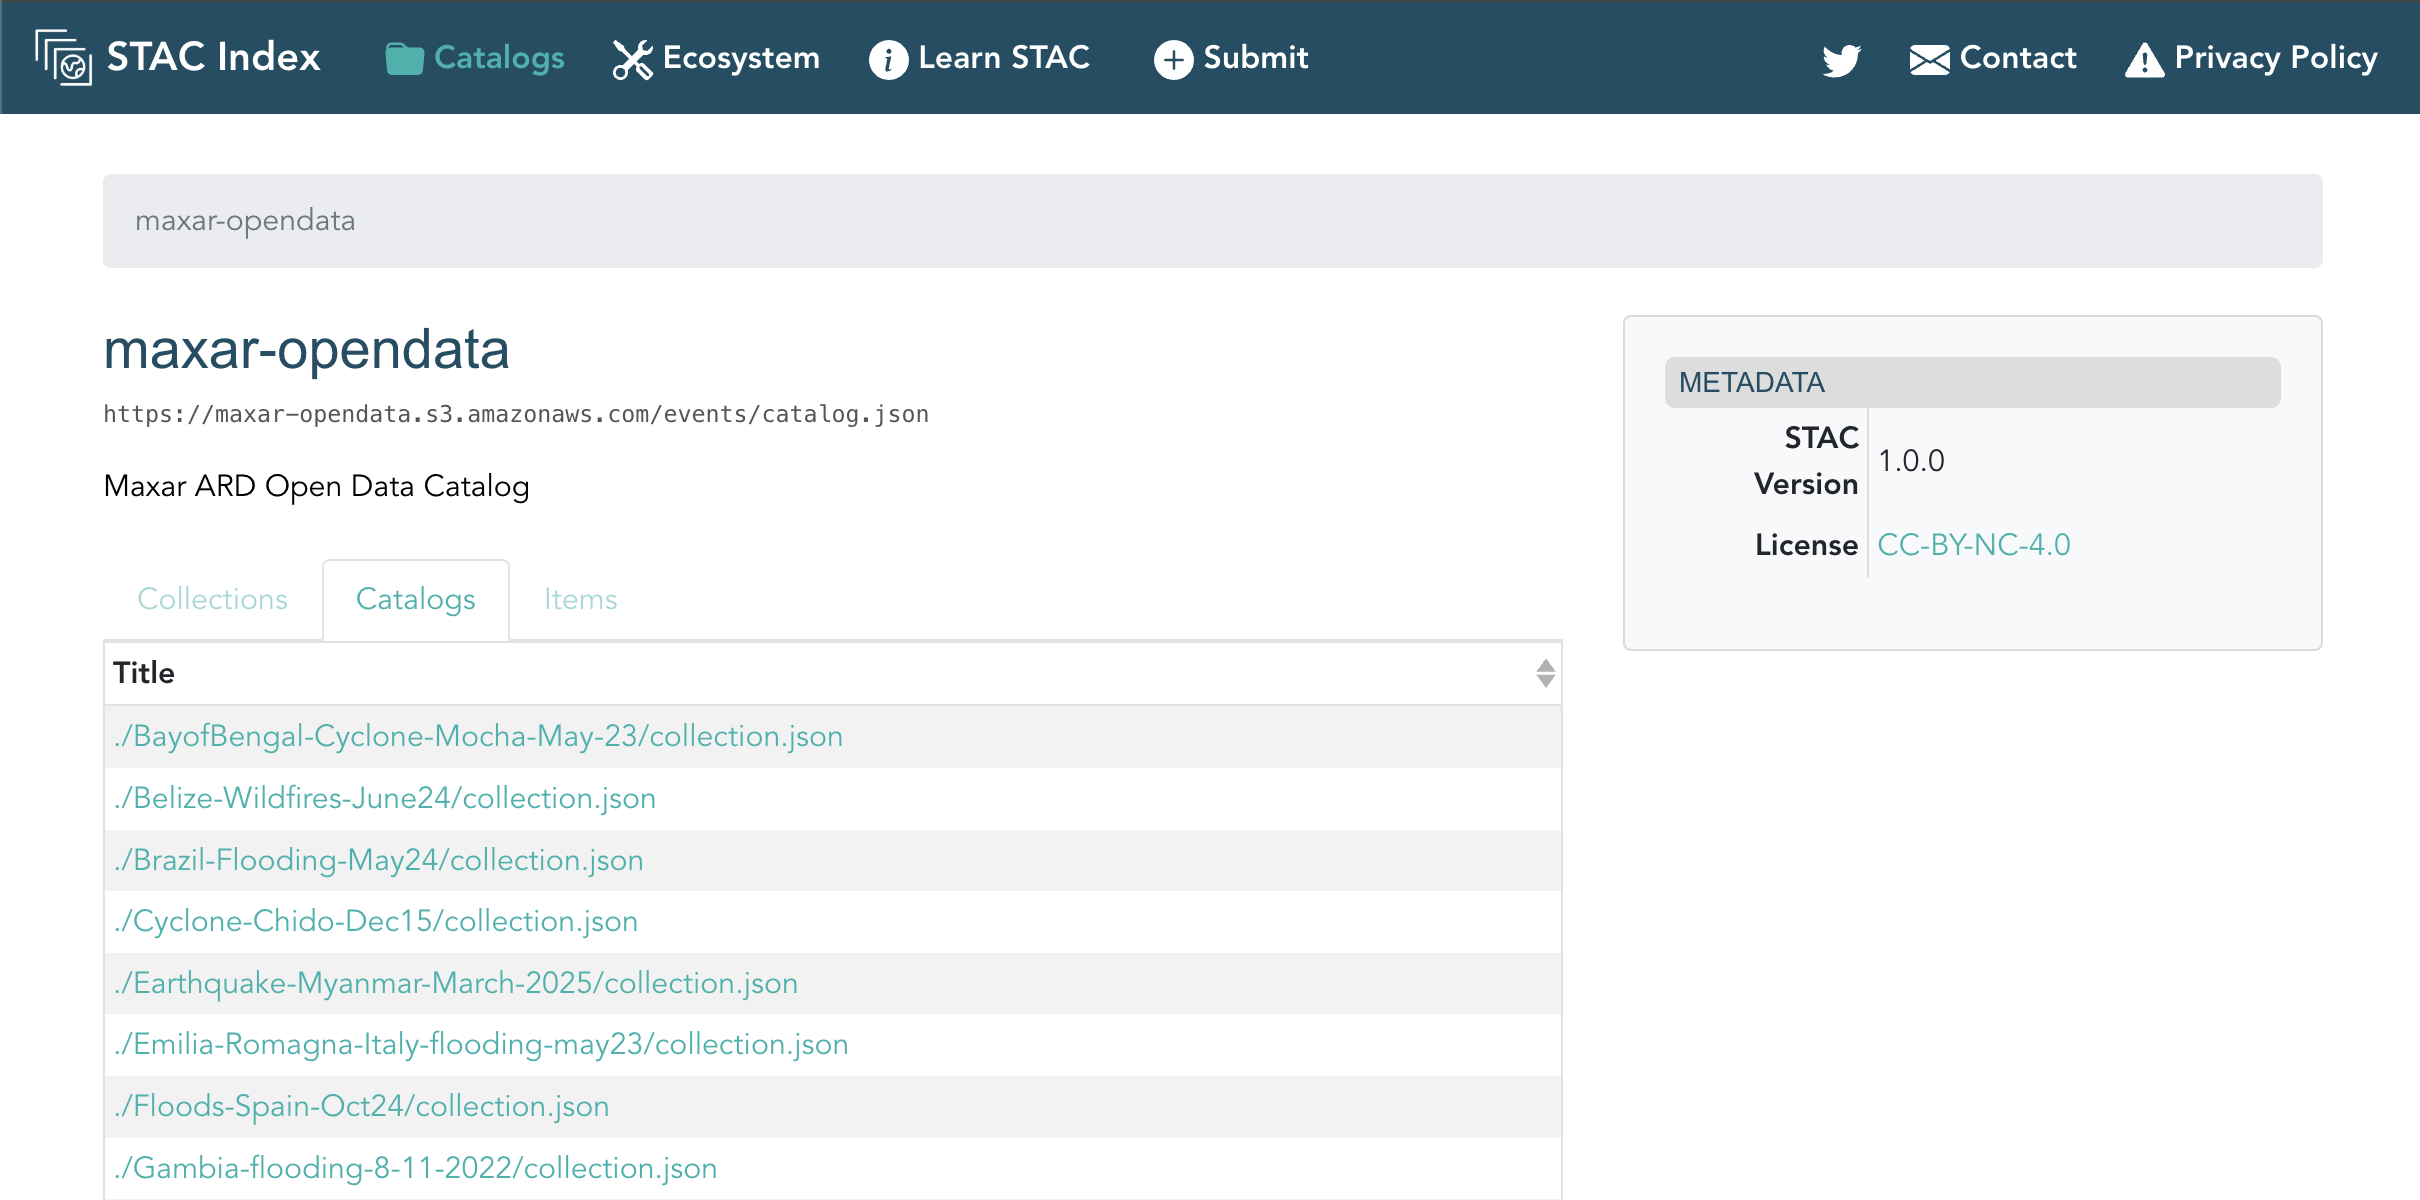 STAC Index Catalogs Ecosystem Learn STAC Submit Contact Privacy Policy
maxar-opendata
maxar-opendata
https://maxar-opendata.s3.amazonaws.com/events/catalog.json
Maxar ARD Open Data Catalog
Collections Catalogs Items
Title
./BayofBengal-Cyclone-Mocha-May-23/collection.json
./Belize-Wildfires-June24/collection.json
./Brazil-Flooding-May24/collection.json
./Cyclone-Chido-Dec15/collection.json
./Earthquake-Myanmar-March-2025/collection.json
./Emilia-Romagna-Italy-flooding-may23/collection.json
./Floods-Spain-Oct24/collection.json
./Gambia-flooding-8-11-2022/collection.json
METADATA
STAC Version 1.0.0
License CC-BY-NC-4.0